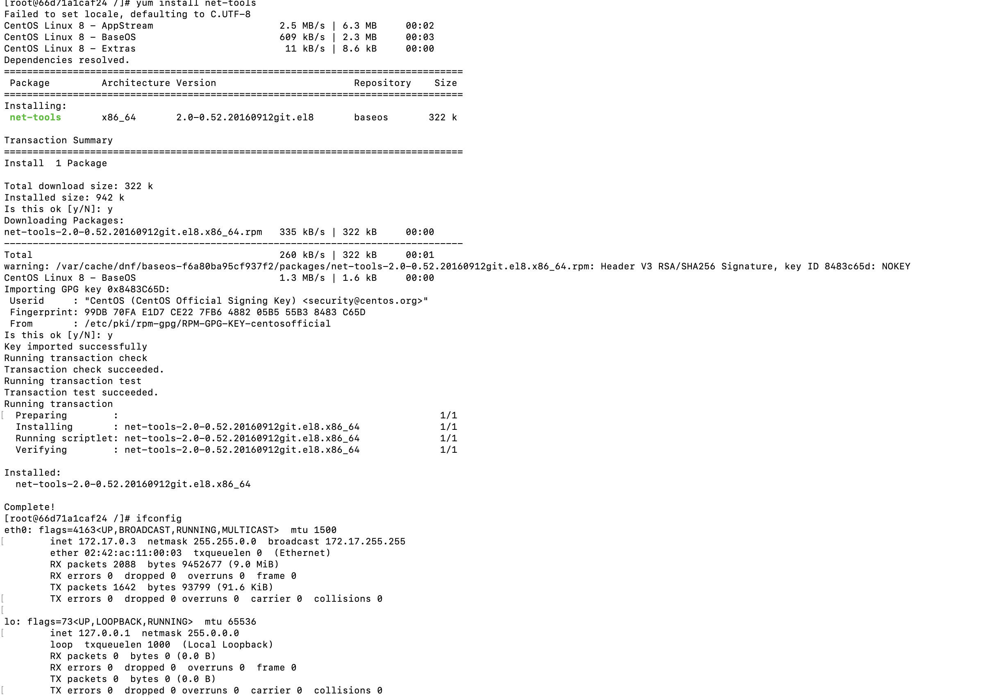 [root@66d71a1caf24 /]# yum install net-tools
Failed to set locale, defaulting to C.UTF-8
CentOS Linux 8 - AppStream                      2.5 MB/s | 6.3 MB     00:02
CentOS Linux 8 - BaseOS                         609 kB/s | 2.3 MB     00:03
CentOS Linux 8 - Extras                          11 kB/s | 8.6 kB     00:00
Dependencies resolved.
================================================================================
 Package         Architecture Version                        Repository    Size
================================================================================
Installing:
 net-tools       x86_64       2.0-0.52.20160912git.el8       baseos       322 k

Transaction Summary
================================================================================
Install  1 Package

Total download size: 322 k
Installed size: 942 k
Is this ok [y/N]: y
Downloading Packages:
net-tools-2.0-0.52.20160912git.el8.x86_64.rpm   335 kB/s | 322 kB     00:00
--------------------------------------------------------------------------------
Total                                           260 kB/s | 322 kB     00:01
warning: /var/cache/dnf/baseos-f6a80ba95cf937f2/packages/net-tools-2.0-0.52.20160912git.el8.x86_64.rpm: Header V3 RSA/SHA256 Signature, key ID 8483c65d: NOKEY
CentOS Linux 8 - BaseOS                         1.3 MB/s | 1.6 kB     00:00
Importing GPG key 0x8483C65D:
 Userid     : "CentOS (CentOS Official Signing Key) <security@centos.org>"
 Fingerprint: 99DB 70FA E1D7 CE22 7FB6 4882 05B5 55B3 8483 C65D
 From       : /etc/pki/rpm-gpg/RPM-GPG-KEY-centosofficial
Is this ok [y/N]: y
Key imported successfully
Running transaction check
Transaction check succeeded.
Running transaction test
Transaction test succeeded.
Running transaction
[ Preparing        :                                                        1/1
  Installing       : net-tools-2.0-0.52.20160912git.el8.x86_64              1/1
  Running scriptlet: net-tools-2.0-0.52.20160912git.el8.x86_64              1/1
  Verifying        : net-tools-2.0-0.52.20160912git.el8.x86_64              1/1

Installed:
  net-tools-2.0-0.52.20160912git.el8.x86_64

Complete!
[root@66d71a1caf24 /]# ifconfig
eth0: flags=4163<UP,BROADCAST,RUNNING,MULTICAST>  mtu 1500
[       inet 172.17.0.3  netmask 255.255.0.0  broadcast 172.17.255.255
        ether 02:42:ac:11:00:03  txqueuelen 0  (Ethernet)
        RX packets 2088  bytes 9452677 (9.0 MiB)
        RX errors 0  dropped 0  overruns 0  frame 0
        TX packets 1642  bytes 93799 (91.6 KiB)
[       TX errors 0  dropped 0 overruns 0  carrier 0  collisions 0
[
lo: flags=73<UP,LOOPBACK,RUNNING>  mtu 65536
[       inet 127.0.0.1  netmask 255.0.0.0
        loop  txqueuelen 1000  (Local Loopback)
        RX packets 0  bytes 0 (0.0 B)
        RX errors 0  dropped 0  overruns 0  frame 0
        TX packets 0  bytes 0 (0.0 B)
[       TX errors 0  dropped 0 overruns 0  carrier 0  collisions 0